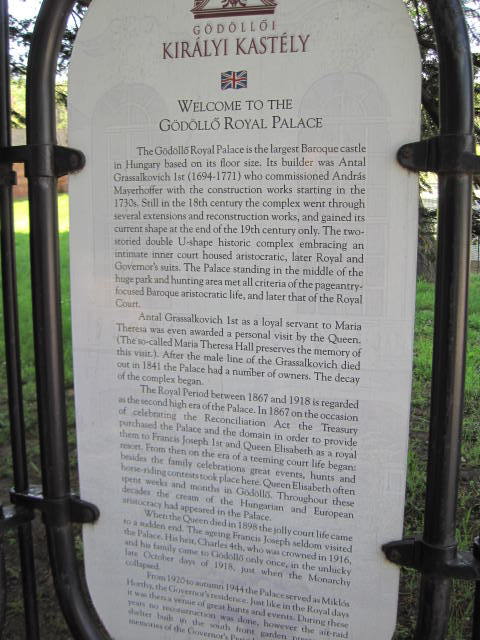 GÖDÖLLŐI
KIRÁLYI KASTÉLY
WELCOME TO THE
GÖDÖLLŐ ROYAL PALACE
The Gödöllő Royal Palace is the largest Baroque castle
in Hungary based on its floor size. Its builder was Antal
Grassalkovich 1st (1694-1771) who commissioned András
Mayerhoffer with the construction works starting in the
1730s. Still in the 18th century the complex went through
several extensions and reconstruction works, and gained its
current shape at the end of the 19th century only. The two-
storied double U-shape historic complex embracing an
intimate inner court housed aristocratic, later Royal and
Governor's suits. The Palace standing in the middle of the
huge park and hunting area met all criteria of the pageantry-
focused Baroque aristocratic life, and later that of the Royal
Court.
Antal Grassalkovich 1st as a loyal servant to Maria
Theresa was even awarded a personal visit by the Queen.
(The so-called Maria Theresa Hall preserves the memory of
this visit.). After the male line of the Grassalkovich died
out in 1841 the Palace had a number of owners. The decay
of the complex began.
The Royal Period between 1867 and 1918 is regarded
as the second high era of the Palace. In 1867 on the occasion
of celebrating the Reconciliation Act the Treasury
purchased the Palace and the domain in order to provide
them to Francis Joseph 1st and Queen Elisabeth as a royal
resort. From then on the era of a teeming court life began:
besides the family celebrations great events, hunts and
horse-riding contests took place here. Queen Elisabeth often
spent weeks and months in Gödöllő. Throughout these
decades the cream of the Hungarian and European
aristocracy had appeared in the Palace.
When the Queen died in 1898 the jolly court life came
to a sudden end. The ageing Francis Joseph seldom visited
the Palace. His heir, Charles 4th, who was crowned in 1916,
and his family came to Gödöllő only once, in the unlucky
late October days of 1918, just when the Monarchy
collapsed.
From 1920 to autumn 1944 the Palace served as Miklós
Horthy, the Governor's residence. Just like in the Royal days
it was then a venue of great hunts and events. During these
years no reconstruction was done, however the air-raid
shelter built in the south front garden
memories of the Governor's